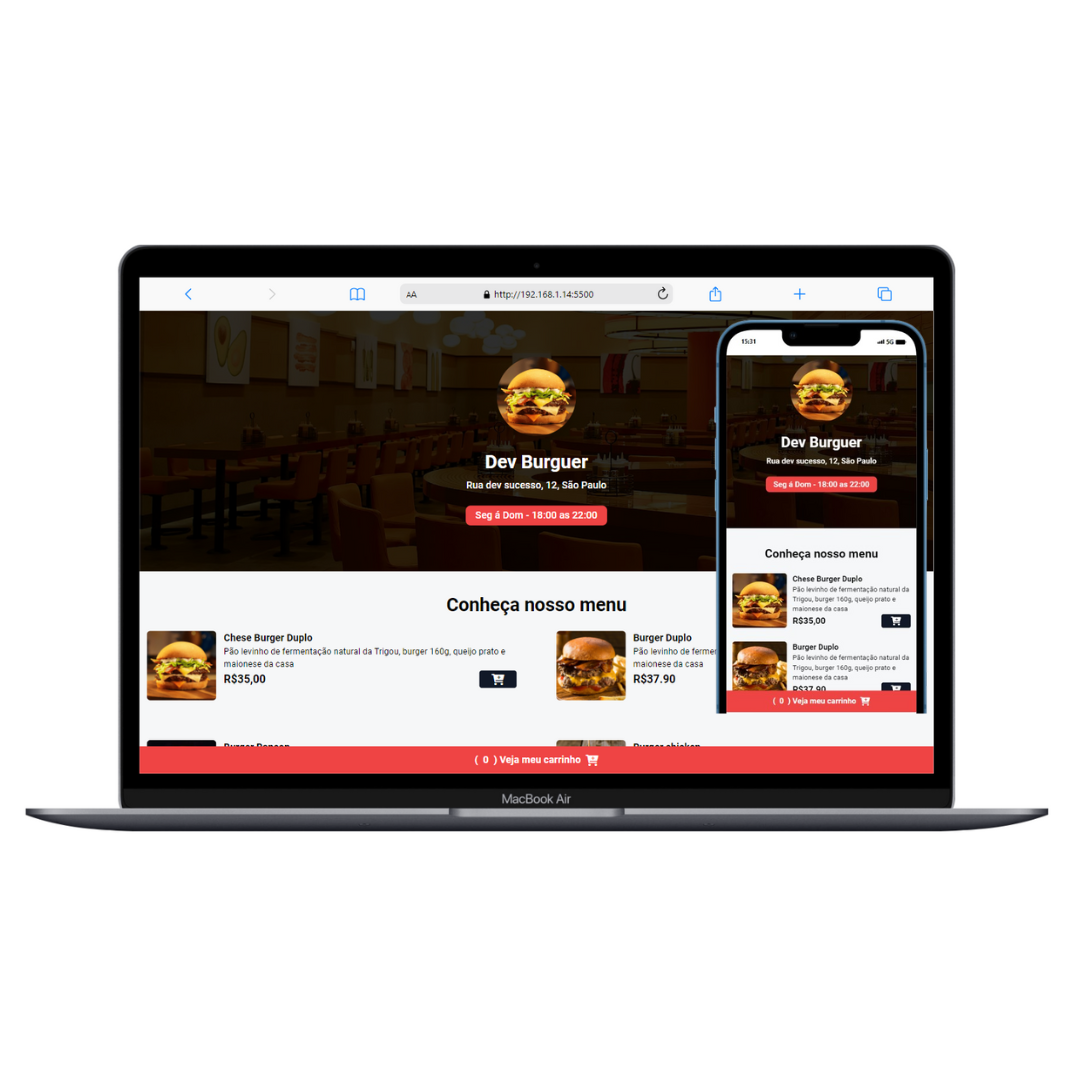 AA http://192.168.1.14:5500
Dev Burguer
Rua dev sucesso, 12, São Paulo
Seg á Dom - 18:00 as 22:00
Conheça nosso menu
Chese Burger Duplo
Pão levinho de fermentação natural da Trigou, burger 160g, queijo prato e
maionese da casa
R$35,00
Burger Duplo
Pão levinho de fermer
maionese da casa
R$37.90
( 0 ) Veja meu carrinho
MacBook Air
15:31
5G
Dev Burguer
Rua dev sucesso, 12, São Paulo
Seg á Dom - 18:00 as 22:00
Conheça nosso menu
Chese Burger Duplo
Pão levinho de fermentação natural da
Trigou, burger 160g, queijo prato e
maionese da casa
R$35,00
Burger Duplo
Pão levinho de fermentação natural da
Trigou, burger 160g, queijo prato e
maionese da casa
R$37.90
( 0 ) Veja meu carrinho